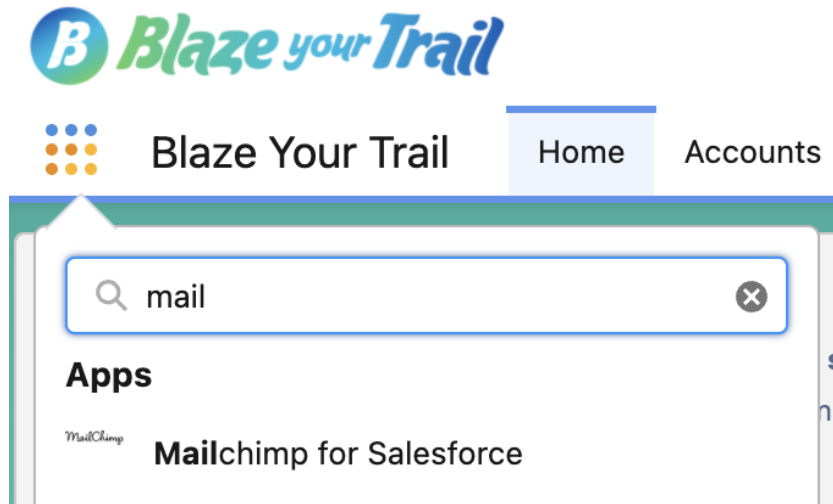 B Blaze your Trail
Blaze Your Trail Home Accounts
mail
Apps
MailChimp
Mailchimp for Salesforce